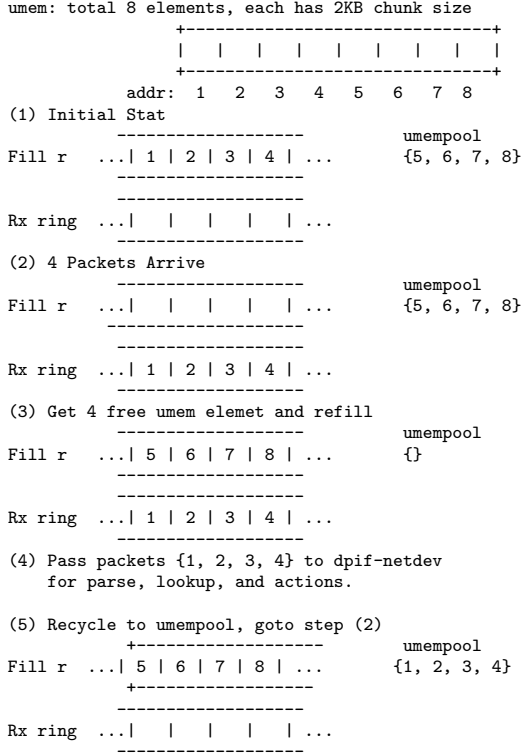 umem: total 8 elements, each has 2KB chunk size
+--------------------------------+
| | | | | | | | |
+--------------------------------+
addr: 1 2 3 4 5 6 7 8
(1) Initial Stat
------------------- umempool
Fill r ...| 1 | 2 | 3 | 4 | ... {5, 6, 7, 8}
-------------------
-------------------
Rx ring ...| | | | | ...
-------------------
(2) 4 Packets Arrive
------------------- umempool
Fill r ...| | | | | ... {5, 6, 7, 8}
--------------------
-------------------
Rx ring ...| 1 | 2 | 3 | 4 | ...
-------------------
(3) Get 4 free umem elemet and refill
------------------- umempool
Fill r ...| 5 | 6 | 7 | 8 | ... {}
-------------------
-------------------
Rx ring ...| 1 | 2 | 3 | 4 | ...
-------------------
(4) Pass packets {1, 2, 3, 4} to dpif-netdev
for parse, lookup, and actions.
(5) Recycle to umempool, goto step (2)
+------------------- umempool
Fill r ...| 5 | 6 | 7 | 8 | ... {1, 2, 3, 4}
+------------------
-------------------
Rx ring ...| | | | | ...
-------------------